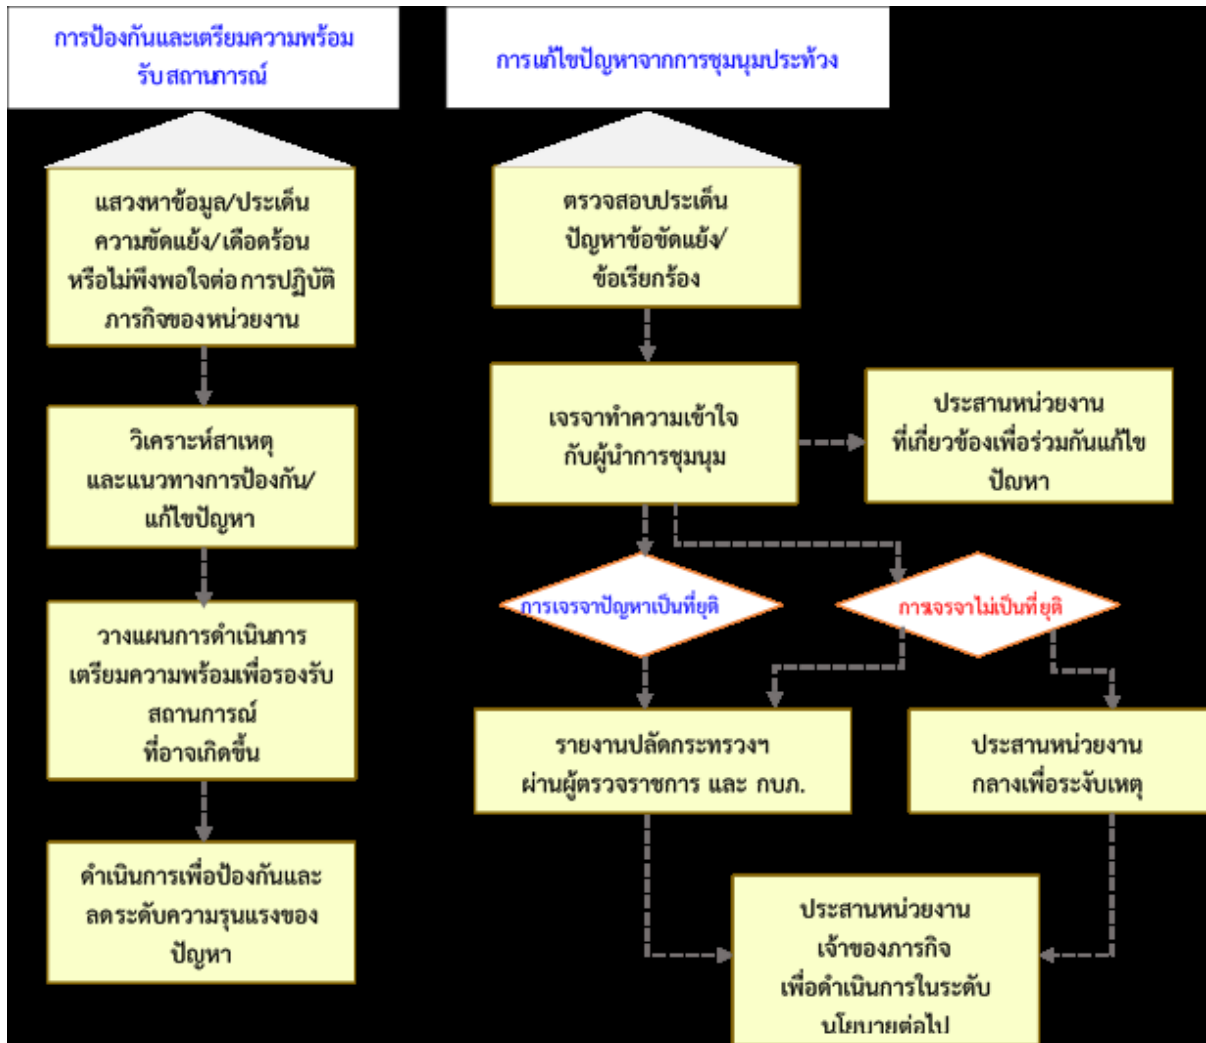 การป้องกันและเตรียมความพร้อม
รับสถานการณ์
แสวงหาข้อมูล/ประเด็น
ความขัดแย้ง/เดือดร้อน
หรือไม่พึงพอใจต่อการปฏิบัติ
ภารกิจของหน่วยงาน
วิเคราะห์สาเหตุ
และแนวทางการป้องกัน/
แก้ไขปัญหา
วางแผนการดำเนินการ
เตรียมความพร้อมเพื่อรองรับ
สถานการณ์
ที่อาจเกิดขึ้น
ดำเนินการเพื่อป้องกันและ
ลดระดับความรุนแรงของ
ปัญหา
การแก้ไขปัญหาจากการชุมนุมประท้วง
ตรวจสอบประเด็น
ปัญหาข้อขัดแย้ง/
ข้อเรียกร้อง
เจรจาทำความเข้าใจ
กับผู้นำการชุมนุม
ประสานหน่วยงาน
ที่เกี่ยวข้องเพื่อร่วมกันแก้ไข
ปัญหา
การเจรจาปัญหาเป็นที่ยุติ
การเจรจาไม่เป็นที่ยุติ
รายงานปลัดกระทรวงฯ
ผ่านผู้ตรวจราชการ และ กบภ.
ประสานหน่วยงาน
กลางเพื่อระงับเหตุ
ประสานหน่วยงาน
เจ้าของภารกิจ
เพื่อดำเนินการในระดับ
นโยบายต่อไป